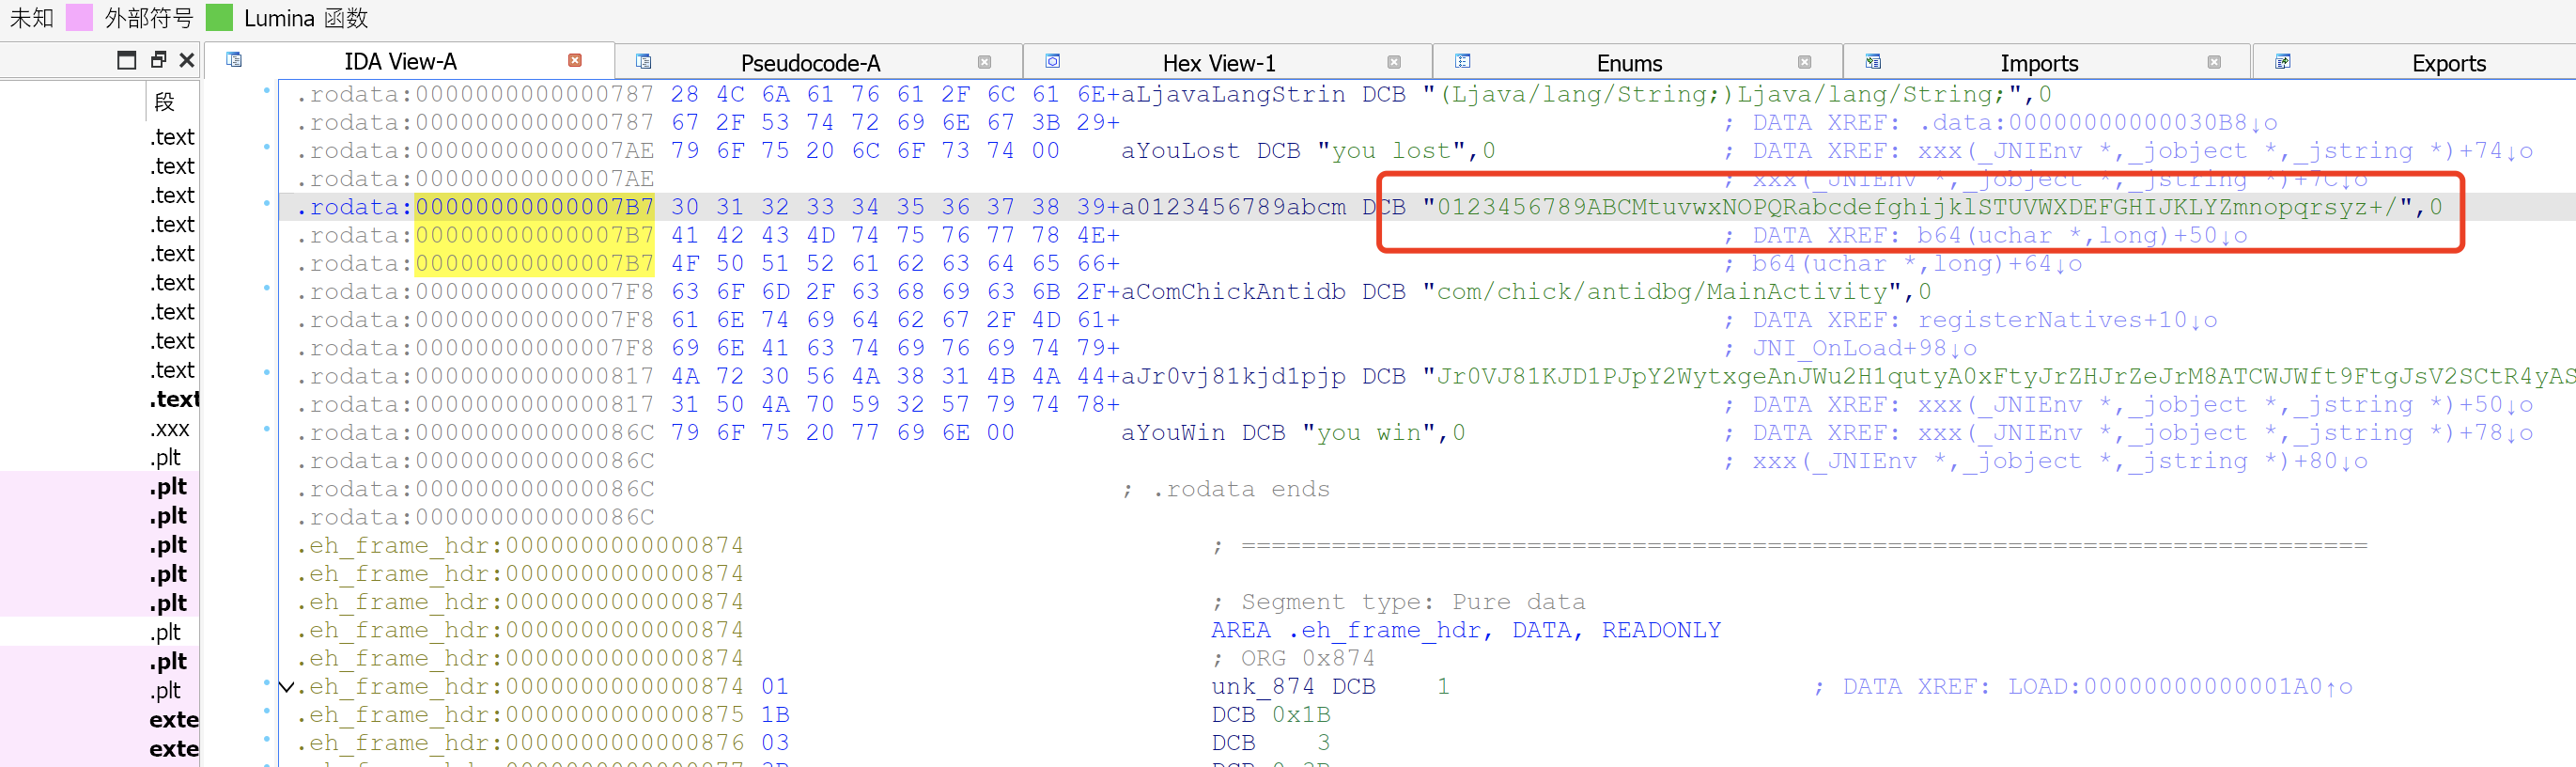 未知 外部符号 Lumina 函数
IDA View-A Pseudocode-A Hex View-1 Enums Imports Exports
段
.text
.text
.text
.text
.text
.text
.text
.text
.text
.text
.xxx
.plt
.plt
.plt
.plt
.plt
.plt
.plt
.plt
.plt
exte
exte
.rodata:0000000000000787 28 4C 6A 61 76 61 2F 6C 61 6E+aLjavaLangStrin DCB "(Ljava/lang/String;)Ljava/lang/String;",0
.rodata:0000000000000787 67 2F 53 74 72 69 6E 67 3B 29+ ; DATA XREF: .data:00000000000030B8↓o
.rodata:00000000000007AE 79 6F 75 20 6C 6F 73 74 00 aYouLost DCB "you lost",0 ; DATA XREF: xxx(_JNIEnv *,_jobject *,_jstring *)+74↓o
.rodata:00000000000007AE ; xxx(_JNIEnv *,_jobject *,_jstring *)+7C↓o
.rodata:00000000000007B7 30 31 32 33 34 35 36 37 38 39+a0123456789abcm DCB "0123456789ABCMtuvwxNOPQRabcdefghijklSTUVWXDEFGHIJKLYZmnopqrsyz+/",0
.rodata:00000000000007B7 41 42 43 4D 74 75 76 77 78 4E+ ; DATA XREF: b64(uchar *,long)+50↓o
.rodata:00000000000007B7 4F 50 51 52 61 62 63 64 65 66+ ; b64(uchar *,long)+64↓o
.rodata:00000000000007F8 63 6F 6D 2F 63 68 69 63 6B 2F+aComChickAntidb DCB "com/chick/antidbg/MainActivity",0
.rodata:00000000000007F8 61 6E 74 69 64 62 67 2F 4D 61+ ; DATA XREF: registerNatives+10↓o
.rodata:00000000000007F8 69 6E 41 63 74 69 76 69 74 79+ ; JNI_OnLoad+98↓o
.rodata:0000000000000817 4A 72 30 56 4A 38 31 4B 4A 44+aJr0vj81kjd1pjp DCB "Jr0VJ81KJD1PJpY2WytxgeAnJWu2H1qutyA0xFtyJrZHJrZeJrM8ATCWJWft9FtgJsV2SCtR4yAS
.rodata:0000000000000817 31 50 4A 70 59 32 57 79 74 78+ ; DATA XREF: xxx(_JNIEnv *,_jobject *,_jstring *)+50↓o
.rodata:000000000000086C 79 6F 75 20 77 69 6E 00 aYouWin DCB "you win",0 ; DATA XREF: xxx(_JNIEnv *,_jobject *,_jstring *)+78↓o
.rodata:000000000000086C ; xxx(_JNIEnv *,_jobject *,_jstring *)+80↓o
.rodata:000000000000086C ; .rodata ends
.rodata:000000000000086C
.eh_frame_hdr:0000000000000874 ; ===========================================================================
.eh_frame_hdr:0000000000000874
.eh_frame_hdr:0000000000000874 ; Segment type: Pure data
.eh_frame_hdr:0000000000000874 AREA .eh_frame_hdr, DATA, READONLY
.eh_frame_hdr:0000000000000874 ; ORG 0x874
.eh_frame_hdr:0000000000000874 01 unk_874 DCB 1 ; DATA XREF: LOAD:00000000000001A0↑o
.eh_frame_hdr:0000000000000875 1B DCB 0x1B
.eh_frame_hdr:0000000000000876 03 DCB 3